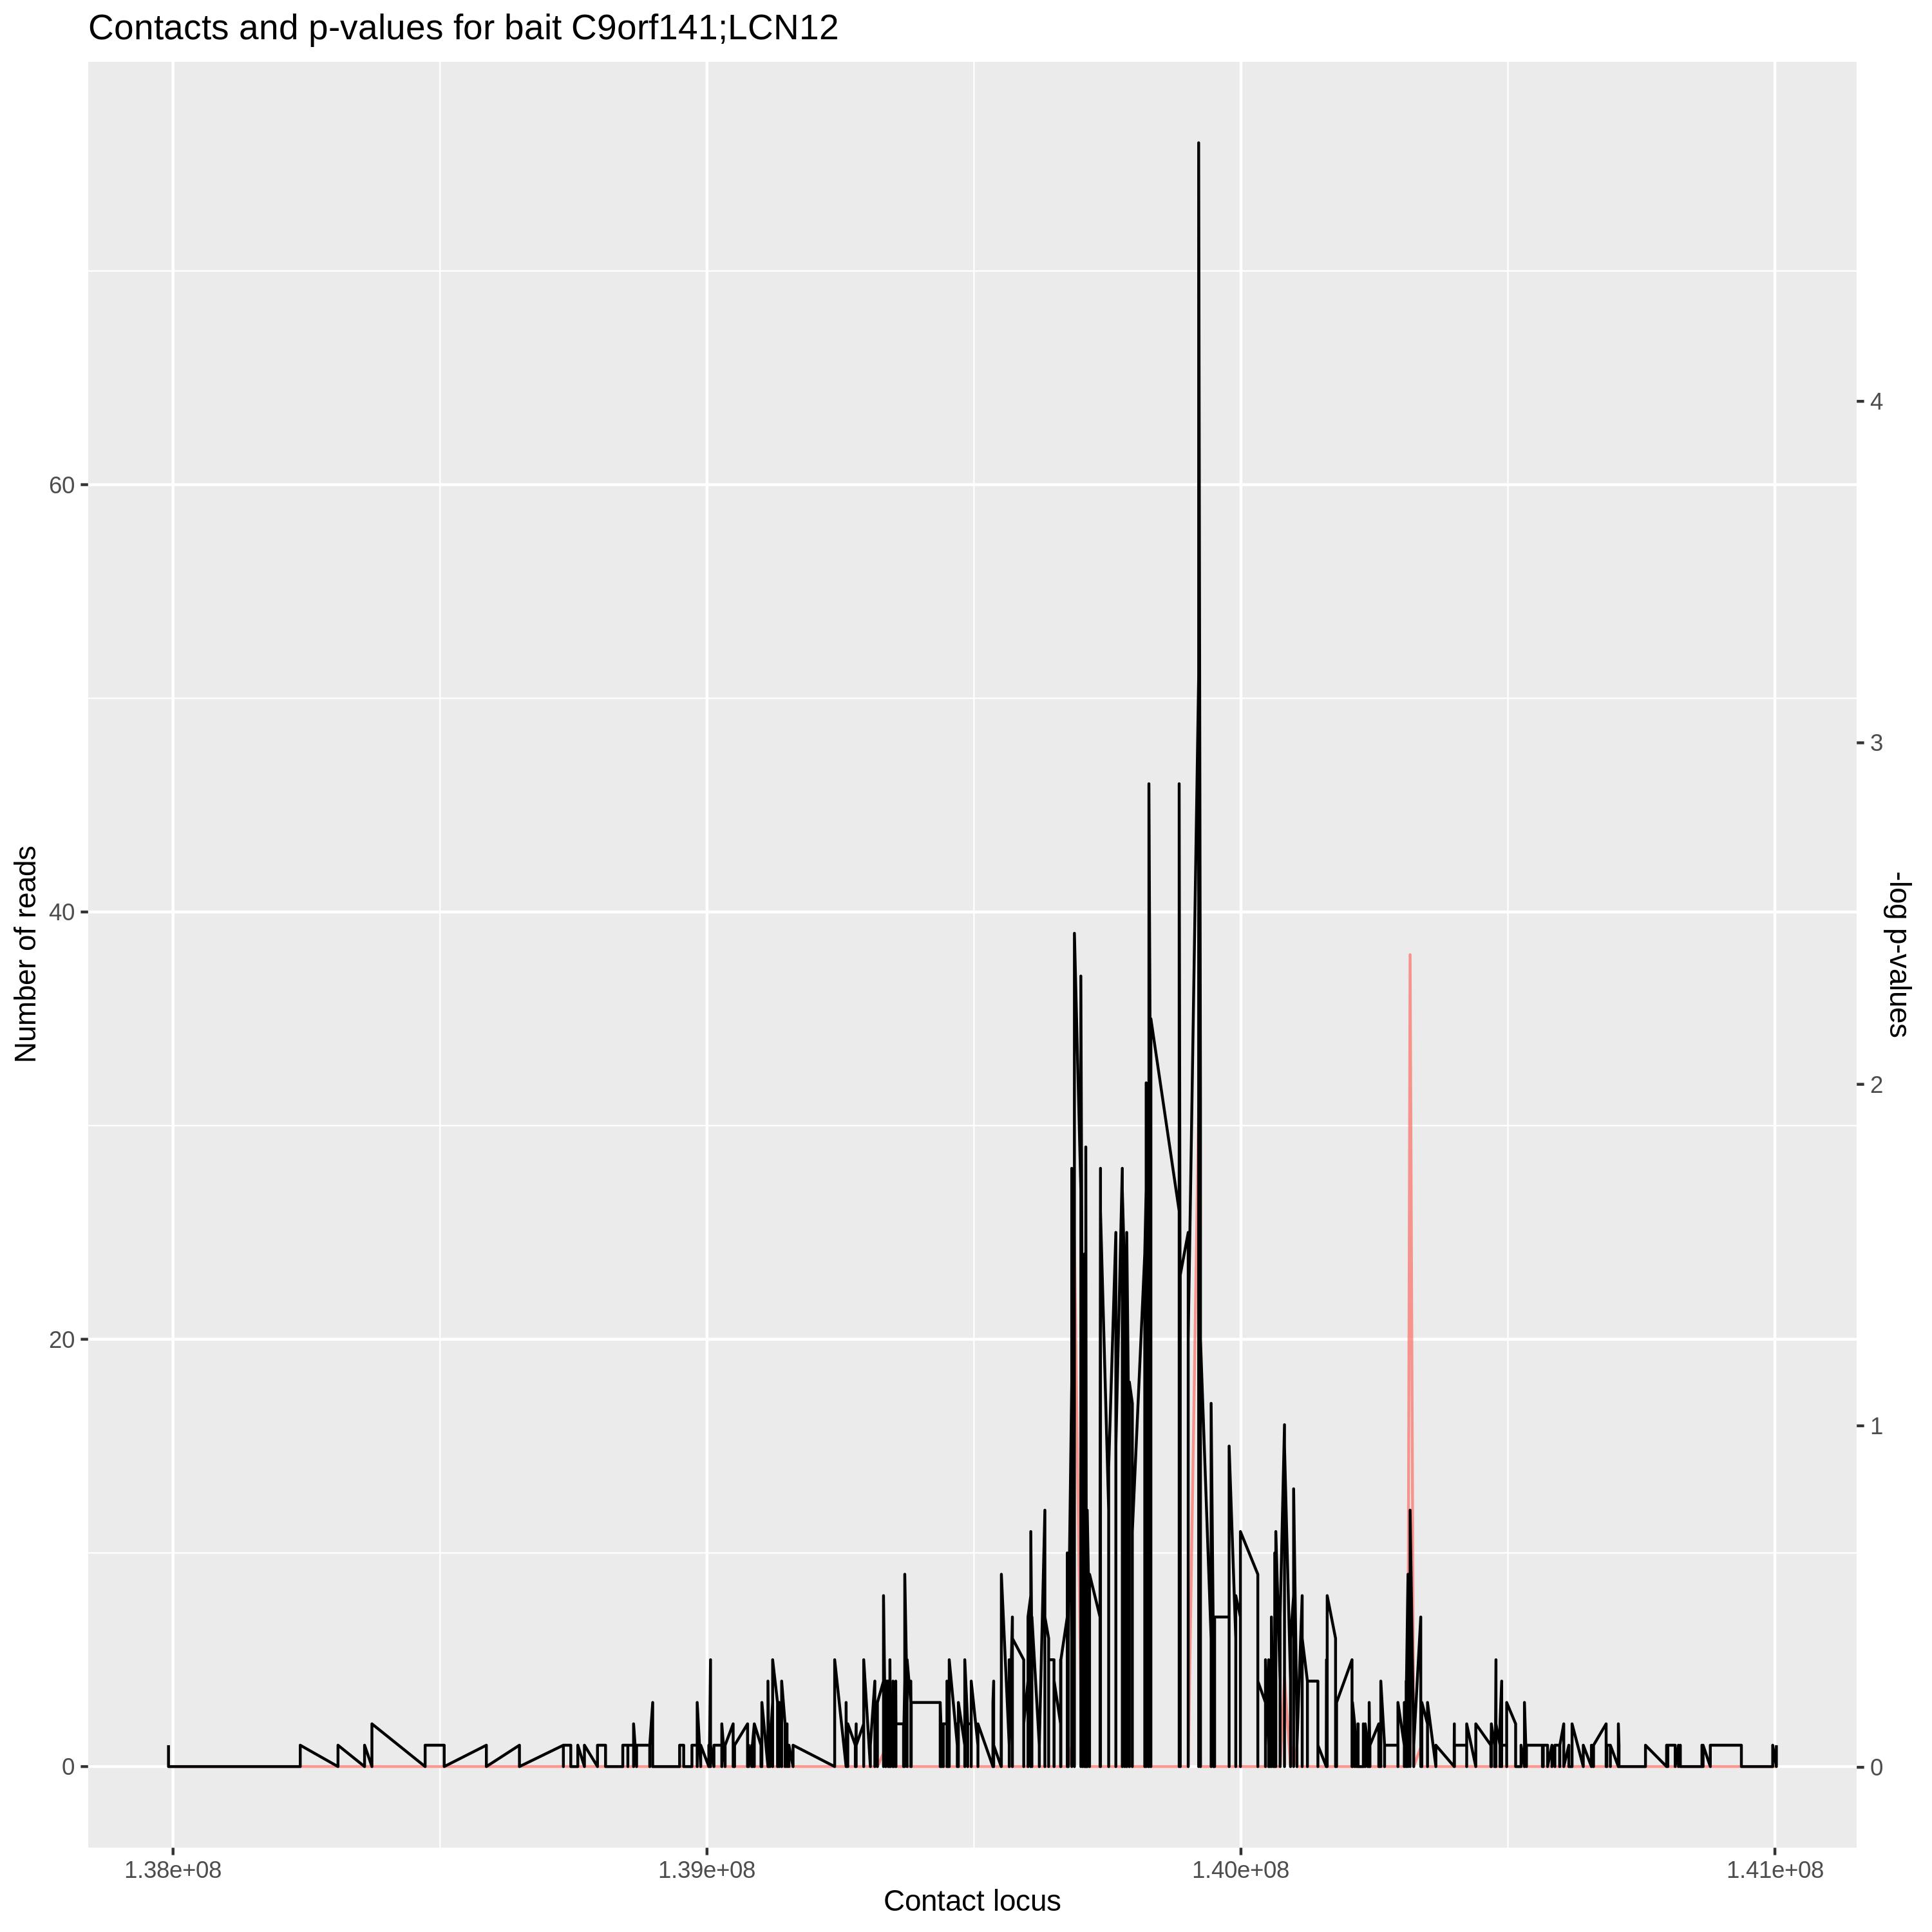 Contacts and p-values for bait C9orf141;LCN12
Number of reads
60
40
20
0
4
3
2
1
0
-log p-values
1.38e+08
1.39e+08
1.40e+08
1.41e+08
Contact locus